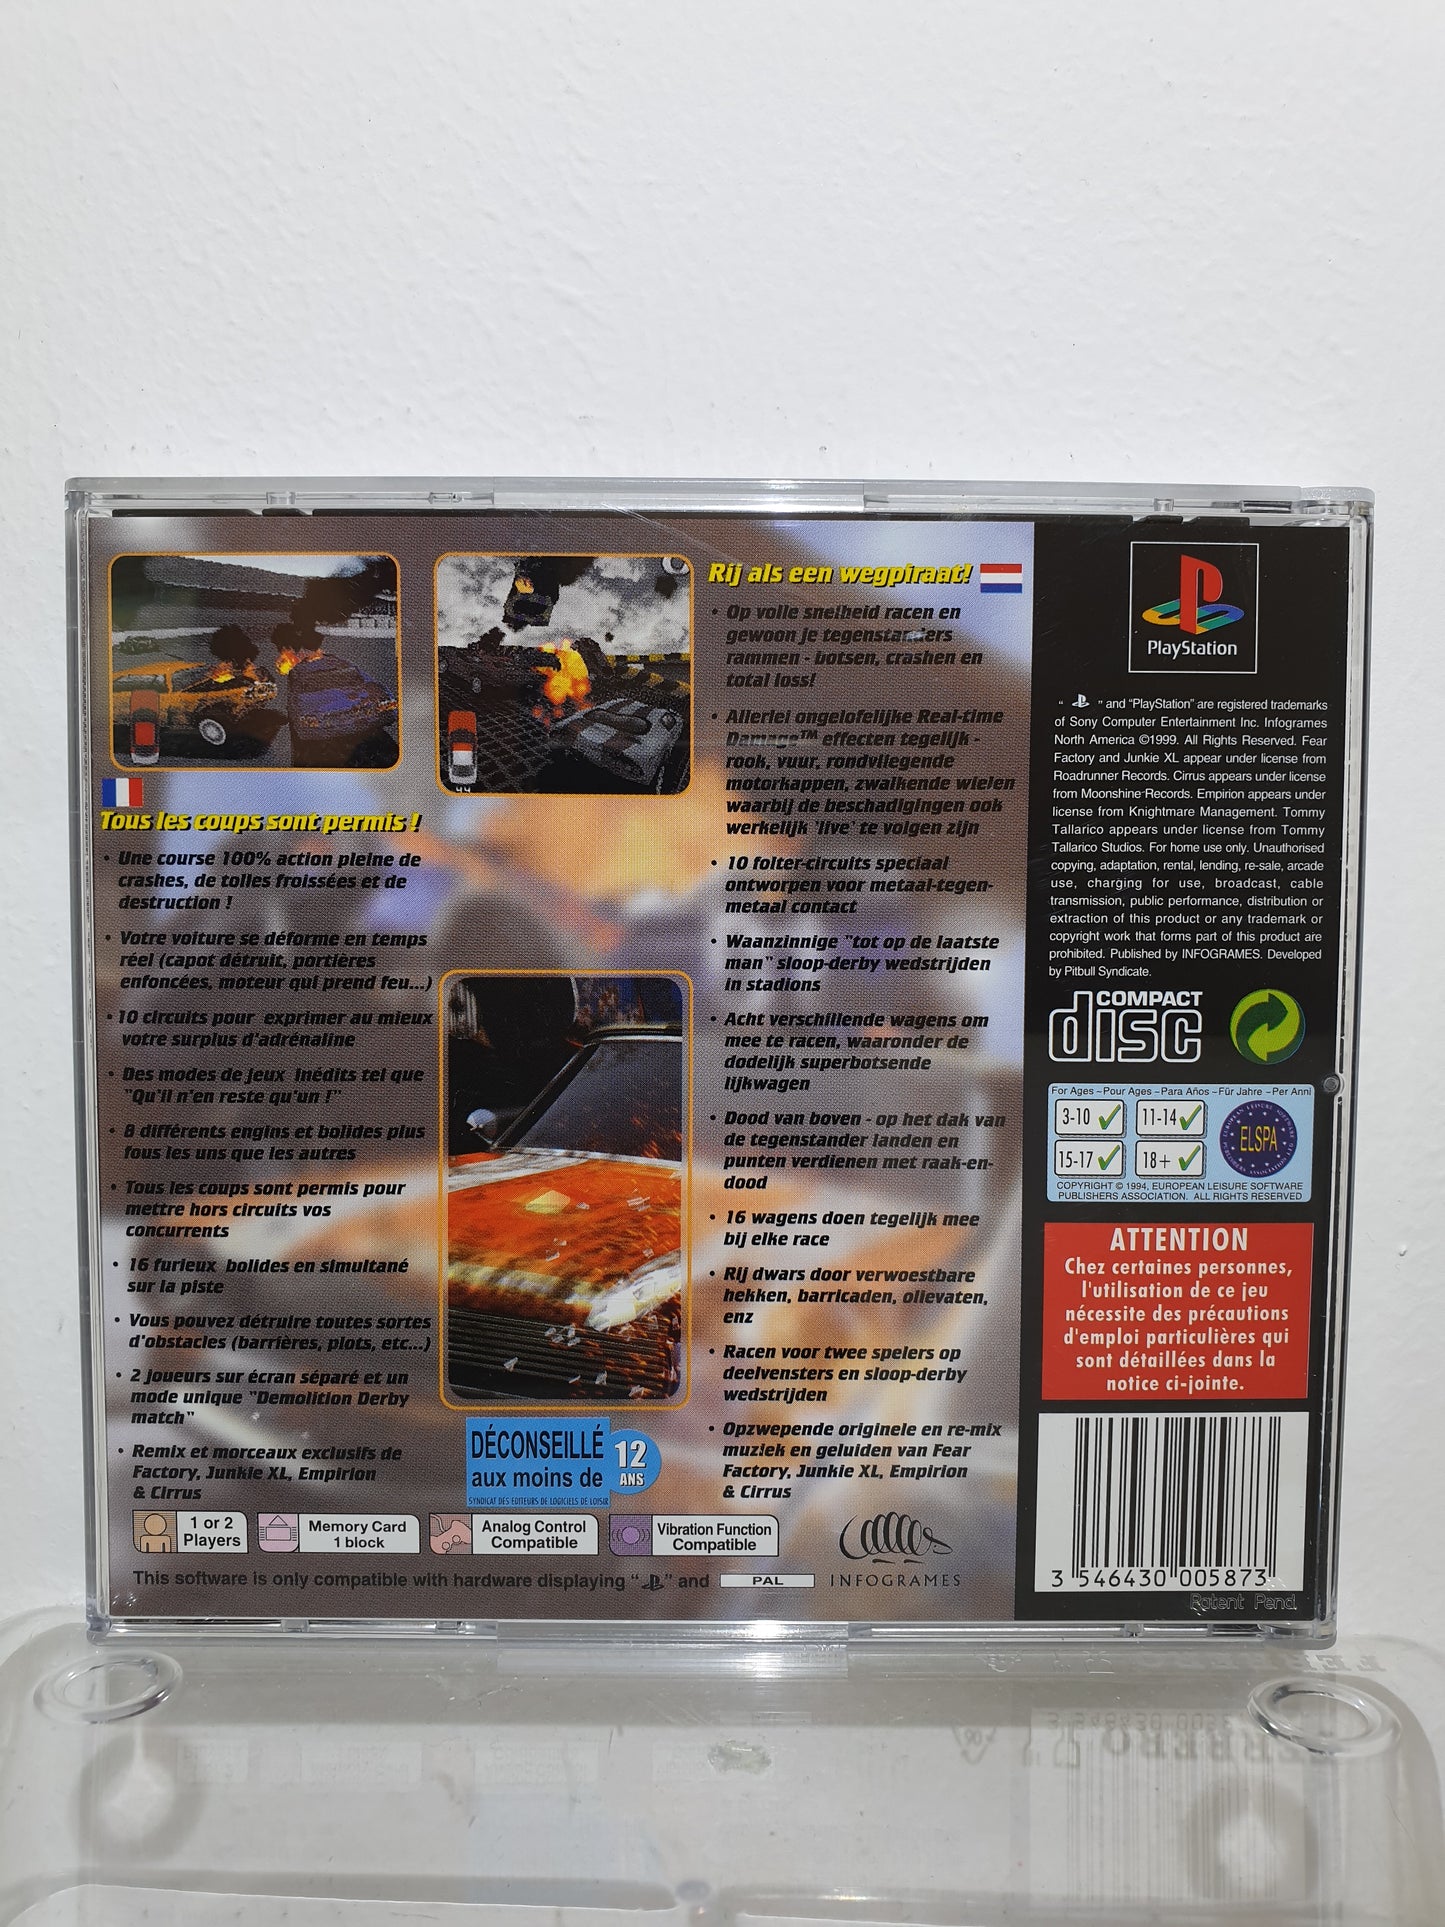 Tous les coups sont permis !
• Une course 100% action pleine de
crashes, de tolles froissées et de
destruction !
• Votre voiture se déforme en temps
réel (capot détruit, portières
enfoncées, moteur qui prend feu...)
• 10 circuits pour exprimer au mieux
votre surplus d'adrénaline
• Des modes de jeux inédits tel que
"Qu'il n'en reste qu'un !"
• 8 différents engins et bolides plus
fous les uns que les autres
• Tous les coups sont permis pour
mettre hors circuits vos
concurrents
• 16 furieux bolides en simultané
sur la piste
• Vous pouvez détruire toutes sortes
d'obstacles (barrières, plots, etc...)
• 2 joueurs sur écran séparé et un
mode unique "Demolition Derby
match"
• Remix et morceaux exclusifs de
Factory, Junkie XL, Empirion
& Cirrus
44
DÉCONSEILLÉ
aux moins de
12
ANS
SYNDICAT DES EDITEURS DE LOGICIELS DE LOISIR
Rij als een wegpiraat!
• Op volle snelheid racen en
gewoon je tegenstanders
rammen - botsen, crashen en
total loss!
• Allerlei ongelofelijke Real-time
Damage™ effecten tegelijk -
rook, vuur, rondvliegende
motorkappen, zwalkende wielen
waarbij de beschadigingen ook
werkelijk 'live' te volgen zijn
• 10 folter-circuits speciaal
ontworpen voor metaal-tegen-
metaal contact
• Waanzinnige "tot op de laatste
man" sloop-derby wedstrijden
in stadions
• Acht verschillende wagens om
mee te racen, waaronder de
dodelijk superbotsende
lijkwagen
• Dood van boven - op het dak van
de tegenstander landen en
punten verdienen met raak-en-
dood
• 16 wagens doen tegelijk mee
bij elke race
• Rij dwars door verwoestbare
hekken, barricaden, olievaten,
enz
• Racen voor twee spelers op
deelvensters en sloop-derby
wedstrijden
• Opzwepende originele en re-mix
muziek en geluiden van Fear
Factory, Junkie XL, Empirion
& Cirrus
1 or 2
Players
Memory Card
1 block
Analog Control
Compatible
Vibration Function
Compatible
This software is only compatible with hardware displaying " " and PAL
INFOGRAMES
PlayStation
" " and "PlayStation" are registered trademarks
of Sony Computer Entertainment Inc. Infogrames
North America ©1999. All Rights Reserved. Fear
Factory and Junkie XL appear under license from
Roadrunner Records. Cirrus appears under license
from Moonshine Records. Empirion appears under
license from Knightmare Management. Tommy
Tallarico appears under license from Tommy
Tallarico Studios. For home use only. Unauthorised
copying, adaptation, rental, lending, re-sale, arcade
use, charging for use, broadcast, cable
transmission, public performance, distribution or
extraction of this product or any trademark or
copyright work that forms part of this product are
prohibited. Published by INFOGRAMES. Developed
by Pitbull Syndicate.
COMPACT
disc
For Ages ~ Pour Ages ~ Para Años ~ Für Jahre ~ Per Anni
3-10 ✓ 11-14 ✓
15-17 ✓ 18+ ✓
ELSPA
COPYRIGHT © 1994, EUROPEAN LEISURE SOFTWARE
PUBLISHERS ASSOCIATION. ALL RIGHTS RESERVED
ATTENTION
Chez certaines personnes,
l'utilisation de ce jeu
nécessite des précautions
d'emploi particulières qui
sont détaillées dans la
notice ci-jointe.
3 546430 005873
Patent Pend.